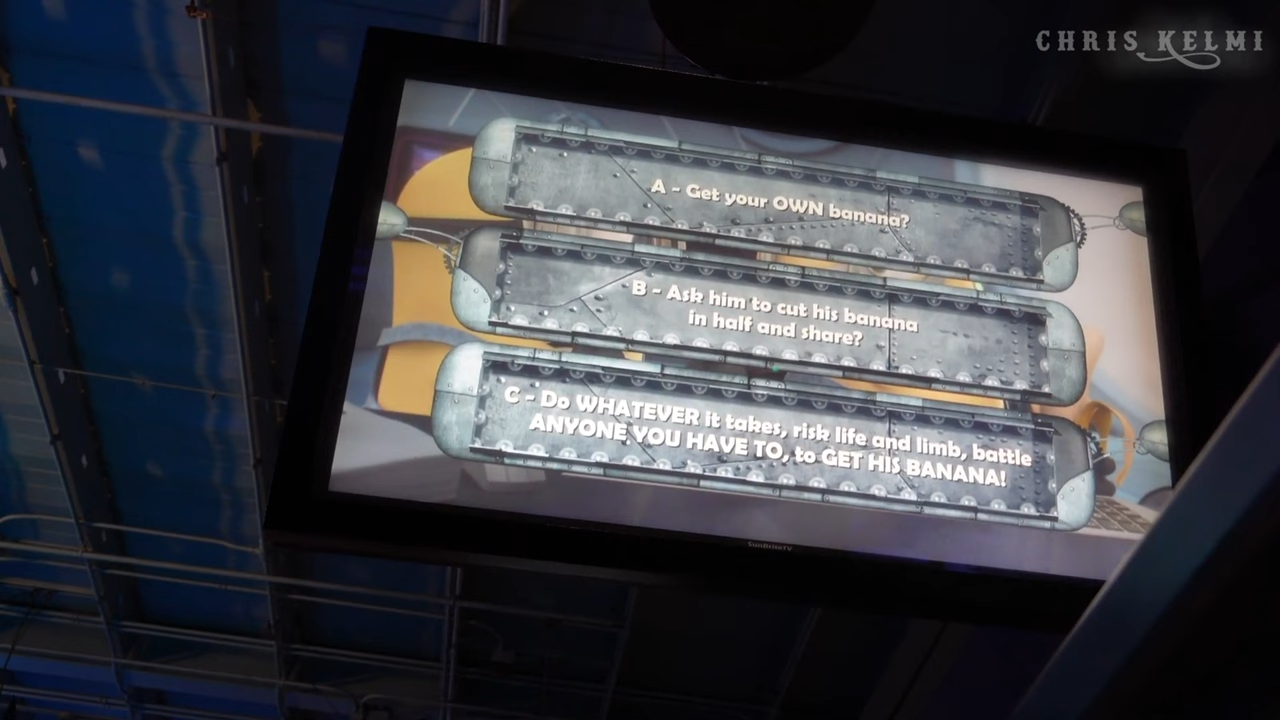 CHRIS KELMI
A - Get your OWN banana?
B - Ask him to cut his banana
in half and share?
C - Do WHATEVER it takes, risk life and limb, battle
ANYONE YOU HAVE TO, to GET HIS BANANA!
SunBriteTV